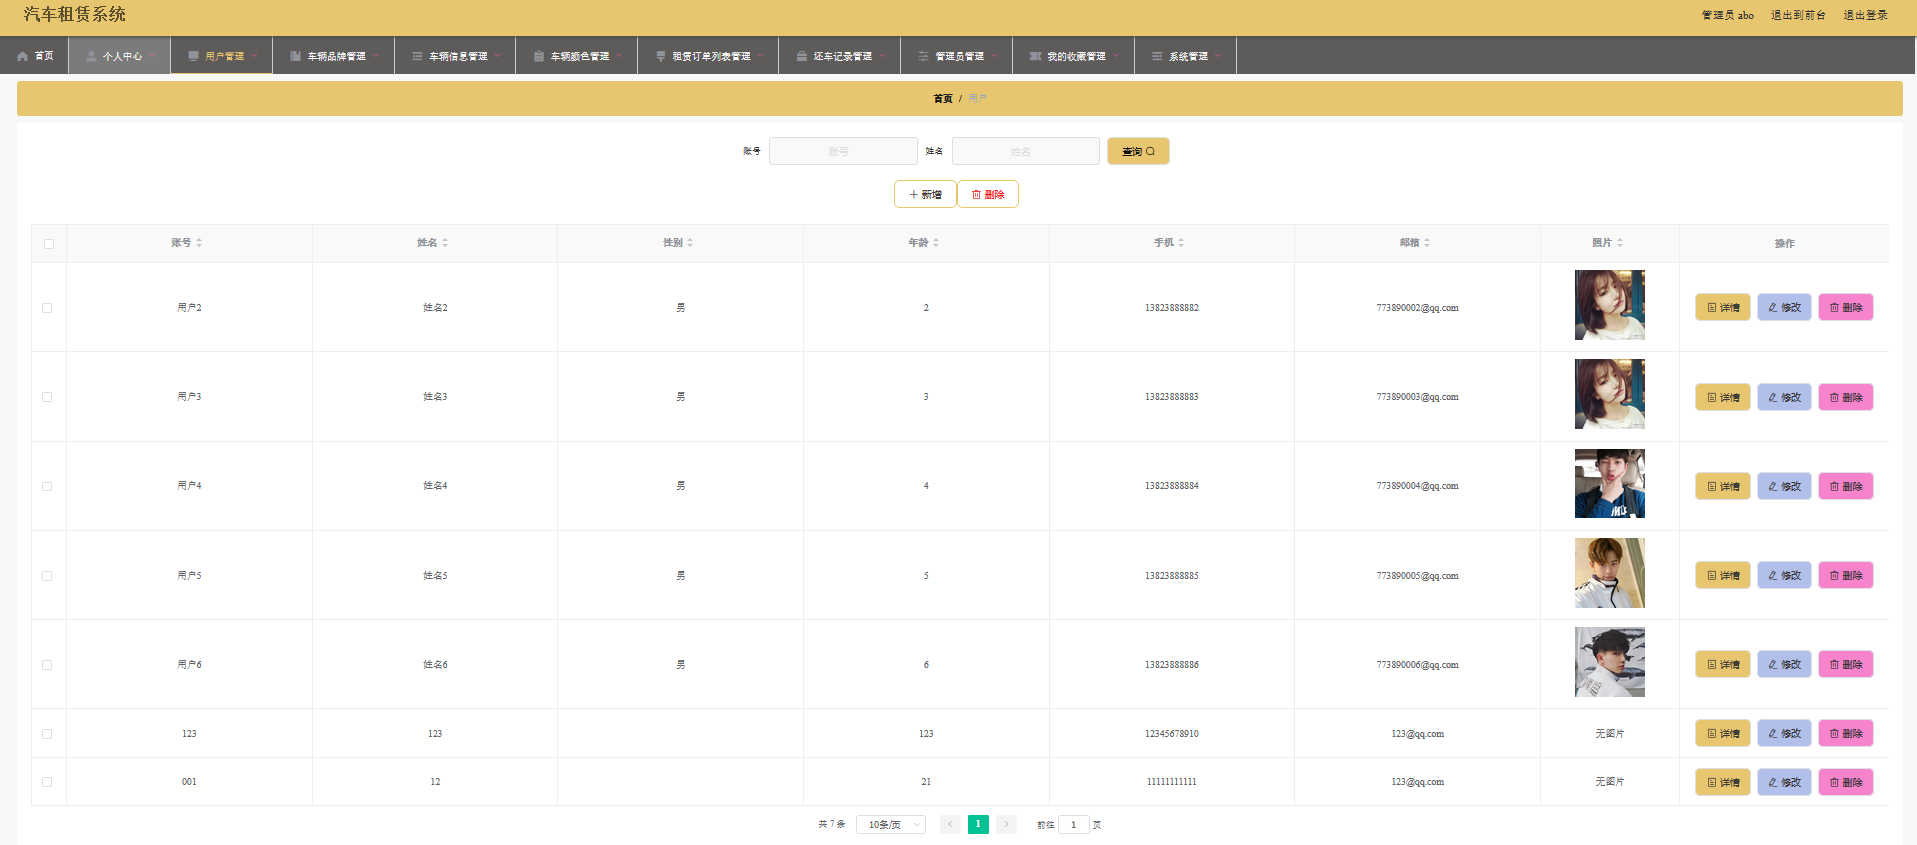 汽车租赁系统
管理员 abo 退出到前台 退出登录
首页 个人中心 用户管理 车辆品牌管理 车辆信息管理 车辆颜色管理 租赁订单列表管理 还车记录管理 管理员管理 我的收藏管理 系统管理
首页 / 用户
账号 账号 姓名 姓名 查询
新增 删除
账号 姓名 性别 年龄 手机 邮箱 照片 操作
用户2 姓名2 男 2 13823888882 773890002@qq.com 详情 修改 删除
用户3 姓名3 男 3 13823888883 773890003@qq.com 详情 修改 删除
用户4 姓名4 男 4 13823888884 773890004@qq.com 详情 修改 删除
用户5 姓名5 男 5 13823888885 773890005@qq.com 详情 修改 删除
用户6 姓名6 男 6 13823888886 773890006@qq.com 详情 修改 删除
123 123 123 12345678910 123@qq.com 无图片 详情 修改 删除
001 12 21 11111111111 123@qq.com 无图片 详情 修改 删除
共 7 条 10条/页 1 前往 1 页